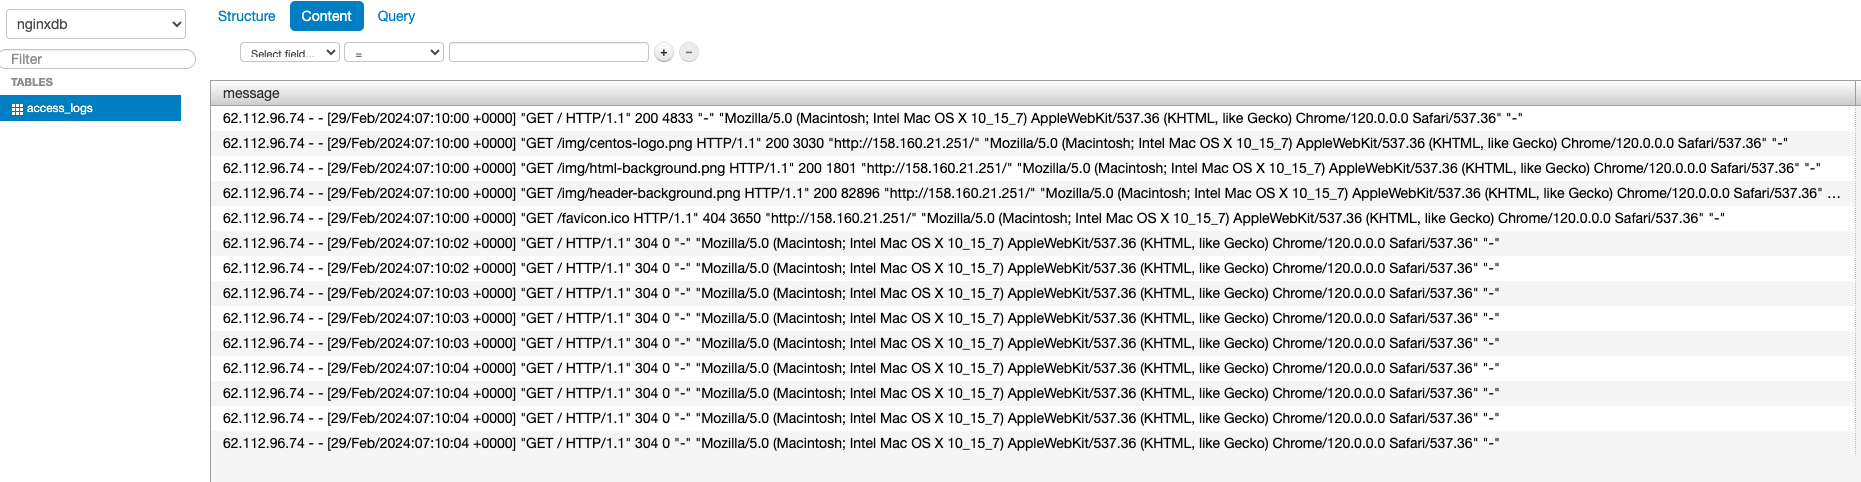 nginxdb
Structure Content Query
Filter
Select field... =
+ −
TABLES
access_logs
message
62.112.96.74 - - [29/Feb/2024:07:10:00 +0000] "GET / HTTP/1.1" 200 4833 "-" "Mozilla/5.0 (Macintosh; Intel Mac OS X 10_15_7) AppleWebKit/537.36 (KHTML, like Gecko) Chrome/120.0.0.0 Safari/537.36" "-"
62.112.96.74 - - [29/Feb/2024:07:10:00 +0000] "GET /img/centos-logo.png HTTP/1.1" 200 3030 "http://158.160.21.251/" "Mozilla/5.0 (Macintosh; Intel Mac OS X 10_15_7) AppleWebKit/537.36 (KHTML, like Gecko) Chrome/120.0.0.0 Safari/537.36" "-"
62.112.96.74 - - [29/Feb/2024:07:10:00 +0000] "GET /img/html-background.png HTTP/1.1" 200 1801 "http://158.160.21.251/" "Mozilla/5.0 (Macintosh; Intel Mac OS X 10_15_7) AppleWebKit/537.36 (KHTML, like Gecko) Chrome/120.0.0.0 Safari/537.36" "-"
62.112.96.74 - - [29/Feb/2024:07:10:00 +0000] "GET /img/header-background.png HTTP/1.1" 200 82896 "http://158.160.21.251/" "Mozilla/5.0 (Macintosh; Intel Mac OS X 10_15_7) AppleWebKit/537.36 (KHTML, like Gecko) Chrome/120.0.0.0 Safari/537.36" ...
62.112.96.74 - - [29/Feb/2024:07:10:00 +0000] "GET /favicon.ico HTTP/1.1" 404 3650 "http://158.160.21.251/" "Mozilla/5.0 (Macintosh; Intel Mac OS X 10_15_7) AppleWebKit/537.36 (KHTML, like Gecko) Chrome/120.0.0.0 Safari/537.36" "-"
62.112.96.74 - - [29/Feb/2024:07:10:02 +0000] "GET / HTTP/1.1" 304 0 "-" "Mozilla/5.0 (Macintosh; Intel Mac OS X 10_15_7) AppleWebKit/537.36 (KHTML, like Gecko) Chrome/120.0.0.0 Safari/537.36" "-"
62.112.96.74 - - [29/Feb/2024:07:10:02 +0000] "GET / HTTP/1.1" 304 0 "-" "Mozilla/5.0 (Macintosh; Intel Mac OS X 10_15_7) AppleWebKit/537.36 (KHTML, like Gecko) Chrome/120.0.0.0 Safari/537.36" "-"
62.112.96.74 - - [29/Feb/2024:07:10:03 +0000] "GET / HTTP/1.1" 304 0 "-" "Mozilla/5.0 (Macintosh; Intel Mac OS X 10_15_7) AppleWebKit/537.36 (KHTML, like Gecko) Chrome/120.0.0.0 Safari/537.36" "-"
62.112.96.74 - - [29/Feb/2024:07:10:03 +0000] "GET / HTTP/1.1" 304 0 "-" "Mozilla/5.0 (Macintosh; Intel Mac OS X 10_15_7) AppleWebKit/537.36 (KHTML, like Gecko) Chrome/120.0.0.0 Safari/537.36" "-"
62.112.96.74 - - [29/Feb/2024:07:10:03 +0000] "GET / HTTP/1.1" 304 0 "-" "Mozilla/5.0 (Macintosh; Intel Mac OS X 10_15_7) AppleWebKit/537.36 (KHTML, like Gecko) Chrome/120.0.0.0 Safari/537.36" "-"
62.112.96.74 - - [29/Feb/2024:07:10:04 +0000] "GET / HTTP/1.1" 304 0 "-" "Mozilla/5.0 (Macintosh; Intel Mac OS X 10_15_7) AppleWebKit/537.36 (KHTML, like Gecko) Chrome/120.0.0.0 Safari/537.36" "-"
62.112.96.74 - - [29/Feb/2024:07:10:04 +0000] "GET / HTTP/1.1" 304 0 "-" "Mozilla/5.0 (Macintosh; Intel Mac OS X 10_15_7) AppleWebKit/537.36 (KHTML, like Gecko) Chrome/120.0.0.0 Safari/537.36" "-"
62.112.96.74 - - [29/Feb/2024:07:10:04 +0000] "GET / HTTP/1.1" 304 0 "-" "Mozilla/5.0 (Macintosh; Intel Mac OS X 10_15_7) AppleWebKit/537.36 (KHTML, like Gecko) Chrome/120.0.0.0 Safari/537.36" "-"
62.112.96.74 - - [29/Feb/2024:07:10:04 +0000] "GET / HTTP/1.1" 304 0 "-" "Mozilla/5.0 (Macintosh; Intel Mac OS X 10_15_7) AppleWebKit/537.36 (KHTML, like Gecko) Chrome/120.0.0.0 Safari/537.36" "-"